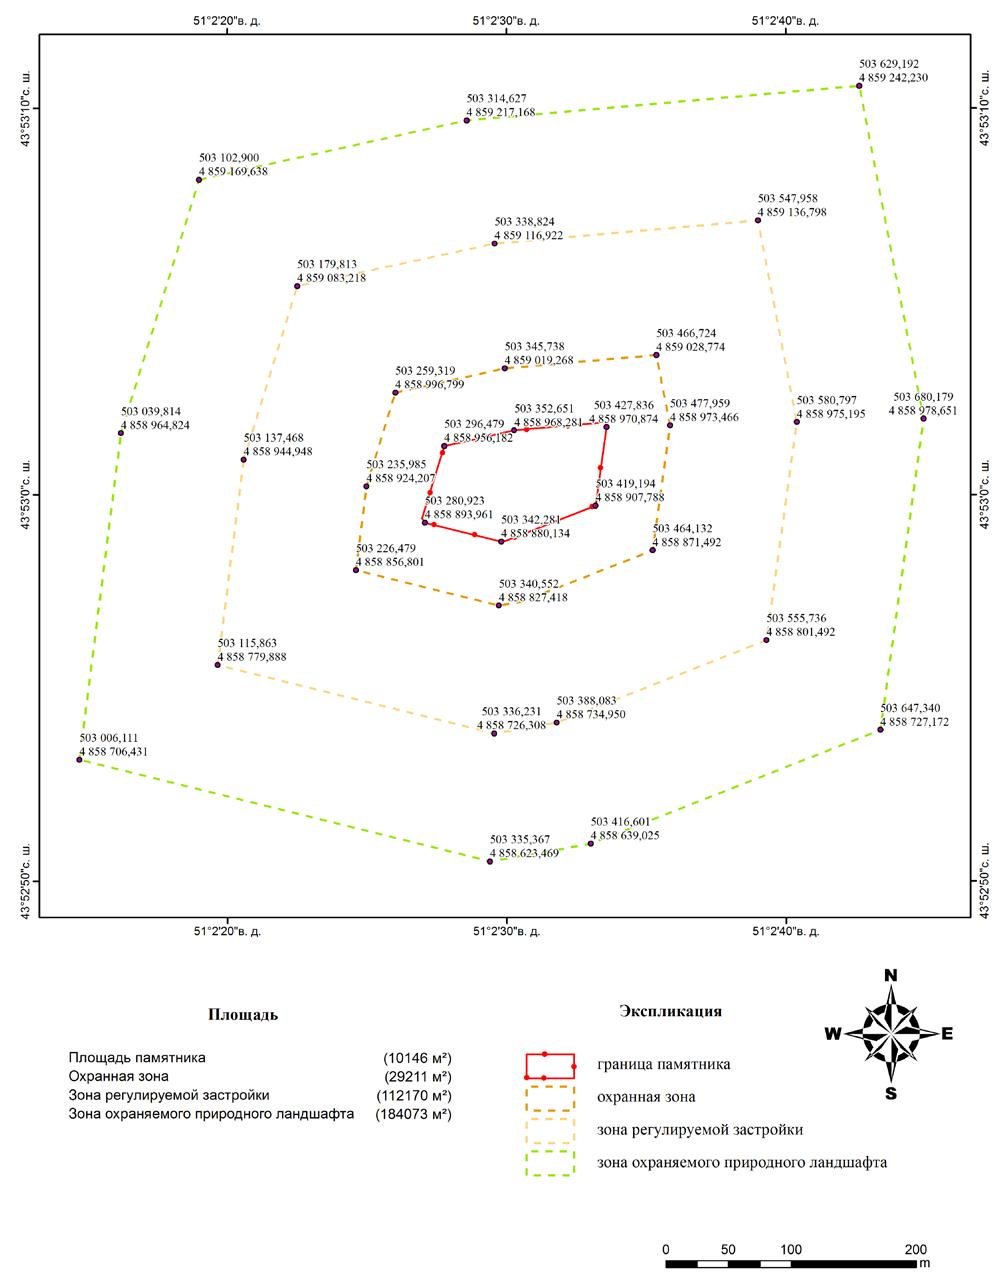 51°2'20"в. д.
51°2'30"в. д.
51°2'40"в. д.
43°53'10"с. ш.
43°53'10"с. ш.
503 629,192
4 859 242,230
503 314,627
4 859 217,168
503 102,900
4 859 169,638
503 547,958
4 859 136,798
503 338,824
4 859 116,922
503 179,813
4 859 083,218
503 466,724
4 859 028,774
503 345,738
4 859 019,268
503 259,319
4 858 996,799
503 580,797
4 858 975,195
503 680,179
4 858 978,651
503 477,959
4 858 973,466
503 427,836
4 858 970,874
503 352,651
4 858 968,281
503 296,479
4 858 956,182
503 039,814
4 858 964,824
503 137,468
4 858 944,948
503 235,985
4 858 924,207
503 419,194
4 858 907,788
503 280,923
4 858 893,961
503 342,281
4 858 880,134
43°53'0"с. ш.
43°53'0"с. ш.
503 464,132
4 858 871,492
503 226,479
4 858 856,801
503 340,552
4 858 827,418
503 555,736
4 858 801,492
503 115,863
4 858 779,888
503 388,083
4 858 734,950
503 336,231
4 858 726,308
503 647,340
4 858 727,172
503 006,111
4 858 706,431
503 416,601
4 858 639,025
503 335,367
4 858 623,469
43°52'50"с. ш.
43°52'50"с. ш.
51°2'20"в. д.
51°2'30"в. д.
51°2'40"в. д.
Площадь
Площадь памятника (10146 м²)
Охранная зона (29211 м²)
Зона регулируемой застройки (112170 м²)
Зона охраняемого природного ландшафта (184073 м²)
Экспликация
граница памятника
охранная зона
зона регулируемой застройки
зона охраняемого природного ландшафта
N
W E
S
0 50 100 200
m